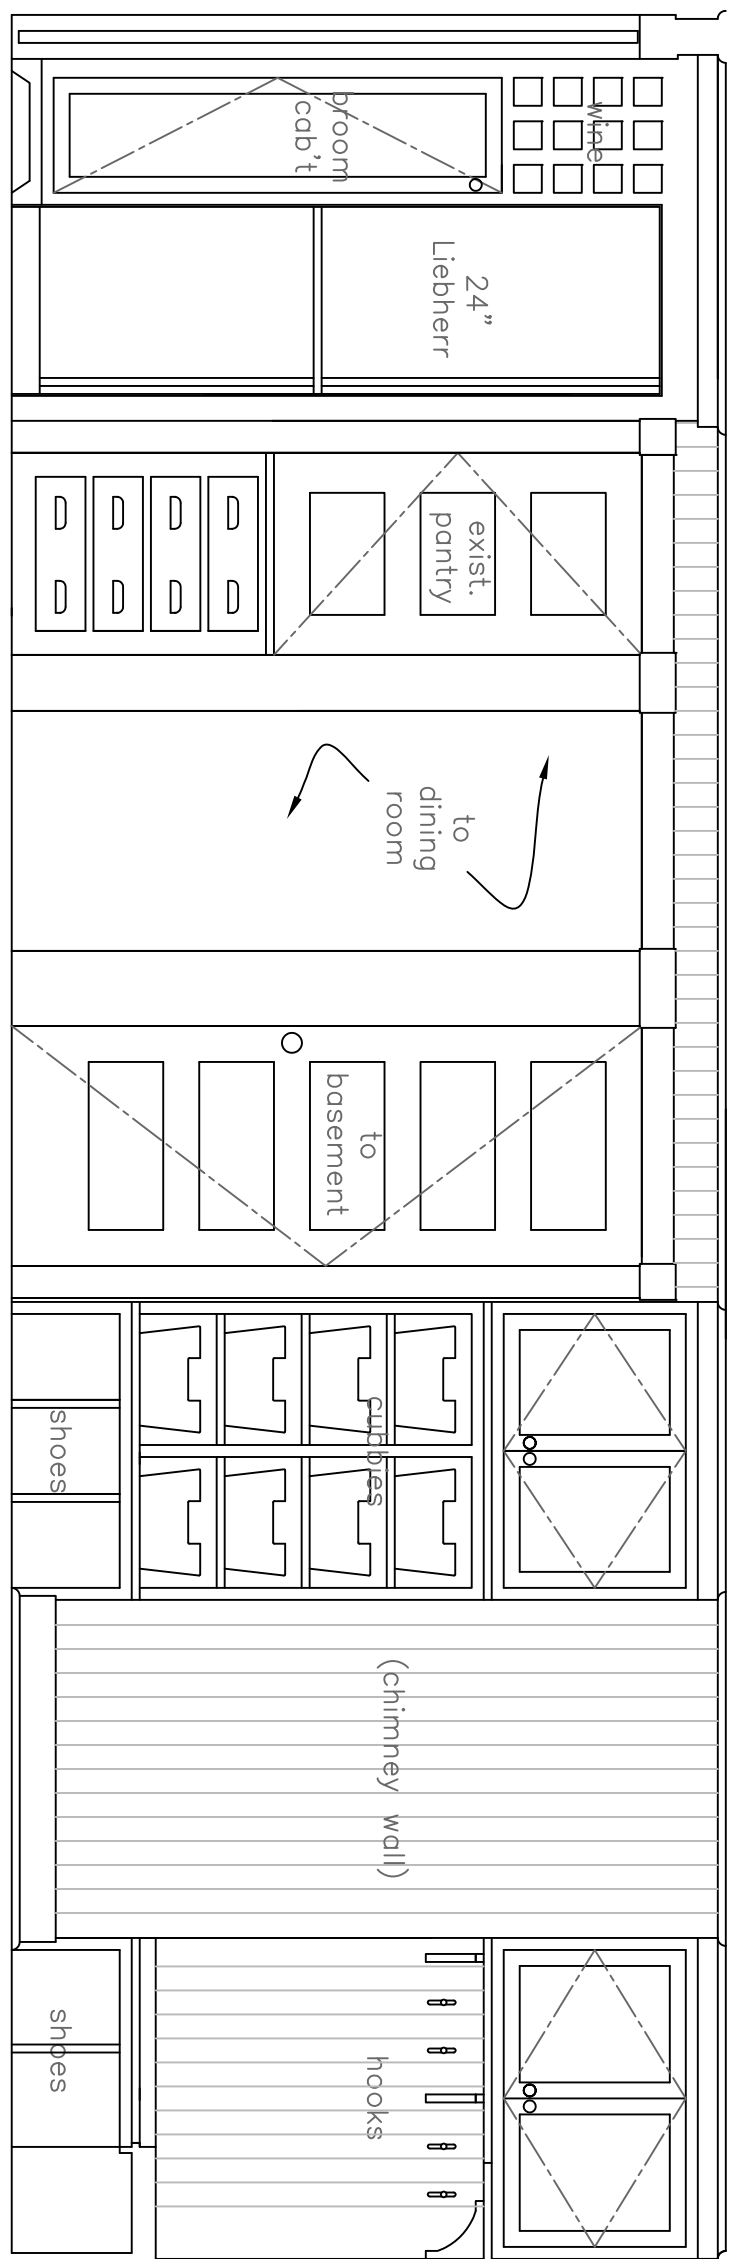 wine
broom
cab't
24"
Liebherr
exist.
pantry
to
dining
room
to
basement
cubbies
shoes
(chimney wall)
hooks
shoes